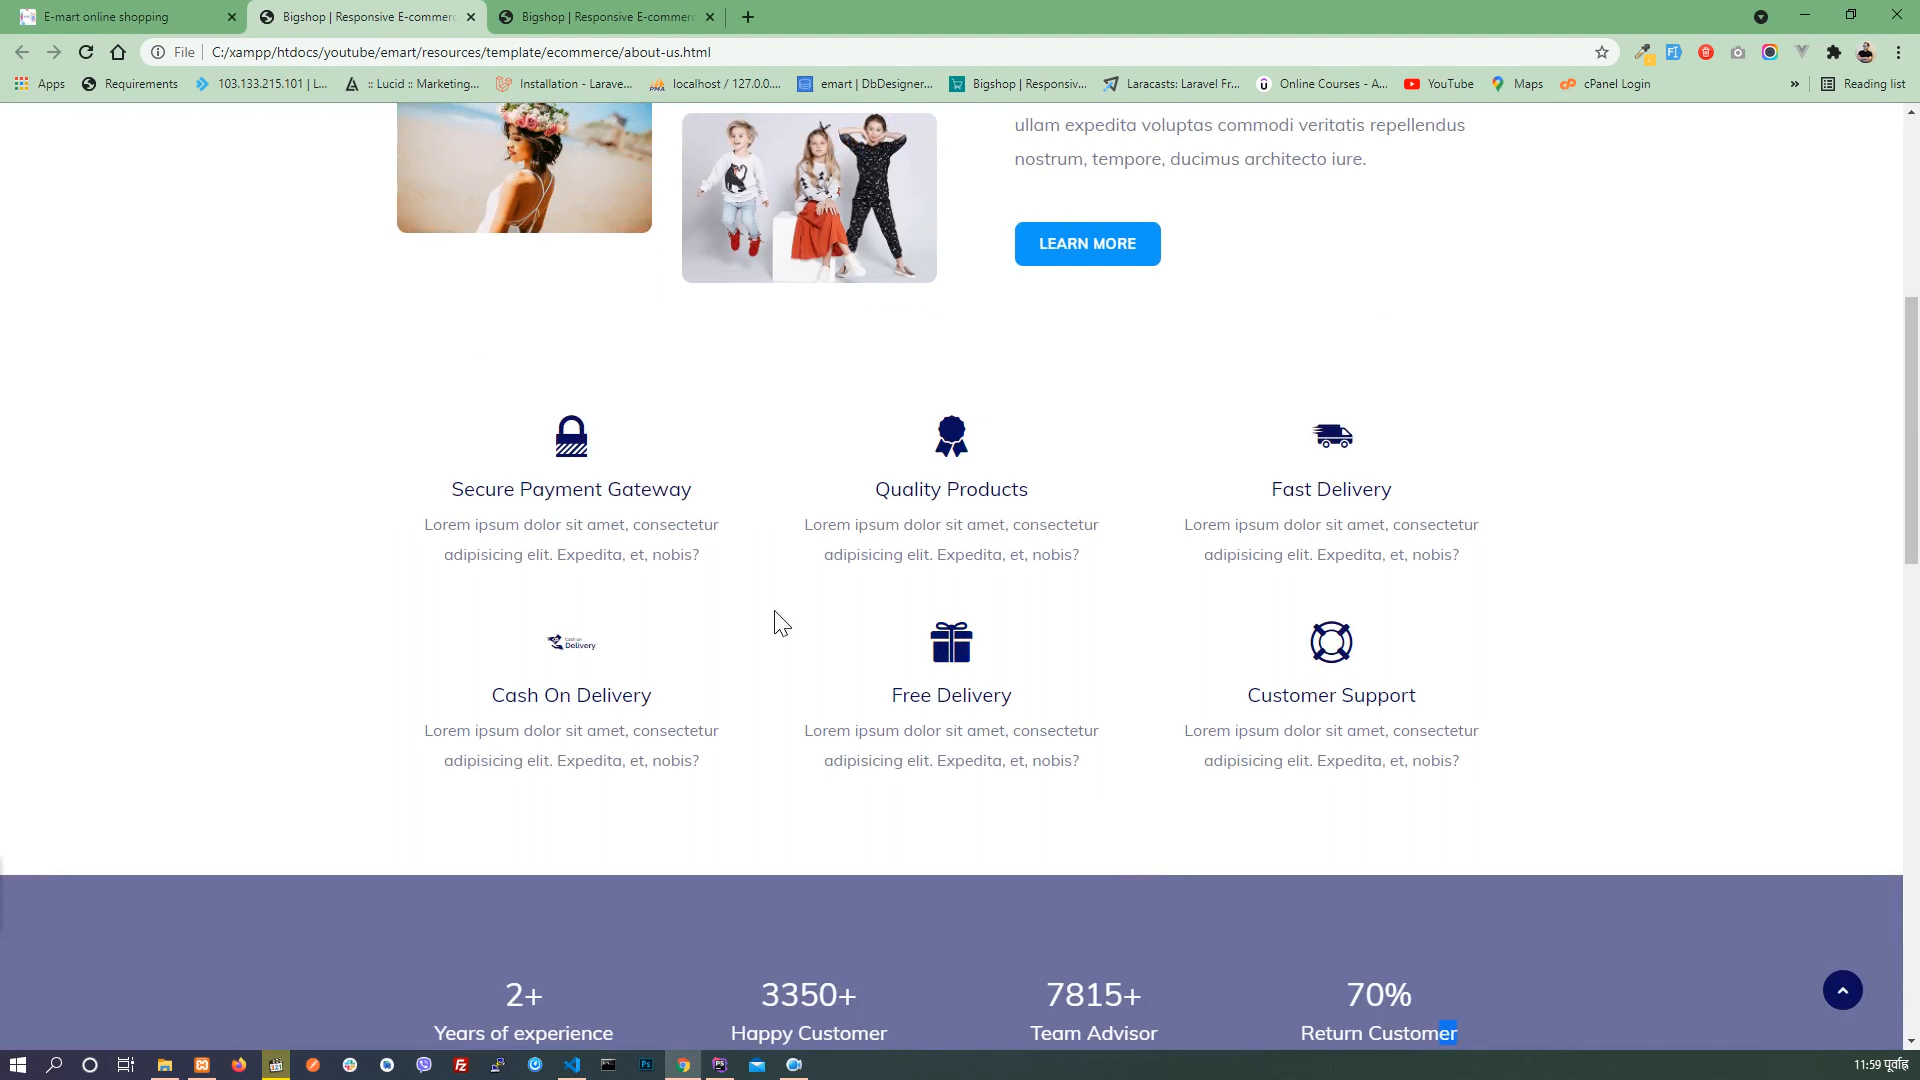 E-mart online shopping
Bigshop | Responsive E-commerc
Bigshop | Responsive E-commerc
File
C:/xampp/htdocs/youtube/emart/resources/template/ecommerce/about-us.html
Apps
Requirements
103.133.215.101 | L...
:: Lucid :: Marketing...
Installation - Larave...
localhost / 127.0.0....
emart | DbDesigner...
Bigshop | Responsiv...
Laracasts: Laravel Fr...
Online Courses - A...
YouTube
Maps
cPanel Login
»
Reading list
ullam expedita voluptas commodi veritatis repellendus
nostrum, tempore, ducimus architecto iure.
LEARN MORE
Secure Payment Gateway
Lorem ipsum dolor sit amet, consectetur
adipisicing elit. Expedita, et, nobis?
Quality Products
Lorem ipsum dolor sit amet, consectetur
adipisicing elit. Expedita, et, nobis?
Fast Delivery
Lorem ipsum dolor sit amet, consectetur
adipisicing elit. Expedita, et, nobis?
Cash on
Delivery
Cash On Delivery
Lorem ipsum dolor sit amet, consectetur
adipisicing elit. Expedita, et, nobis?
Free Delivery
Lorem ipsum dolor sit amet, consectetur
adipisicing elit. Expedita, et, nobis?
Customer Support
Lorem ipsum dolor sit amet, consectetur
adipisicing elit. Expedita, et, nobis?
2+
Years of experience
3350+
Happy Customer
7815+
Team Advisor
70%
Return Customer
11:59 पूर्वाह्न